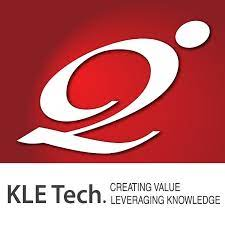 KLE Tech.
CREATING VALUE
LEVERAGING KNOWLEDGE